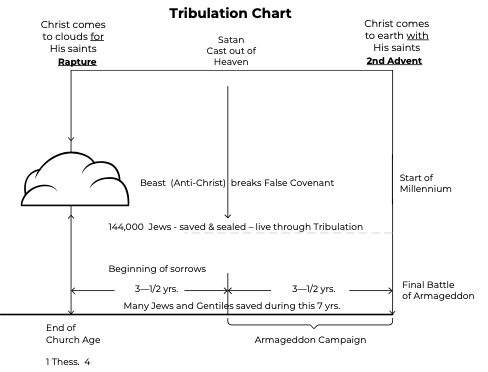 Tribulation Chart
Christ comes
to clouds for
His saints
Rapture
Satan
Cast out of
Heaven
Christ comes
to earth with
His saints
2nd Advent
Beast (Anti-Christ) breaks False Covenant
Start of
Millennium
144,000 Jews - saved & sealed – live through Tribulation
Beginning of sorrows
3—1/2 yrs.
3—1/2 yrs.
Final Battle
of Armageddon
Many Jews and Gentiles saved during this 7 yrs.
End of
Church Age
Armageddon Campaign
1 Thess. 4